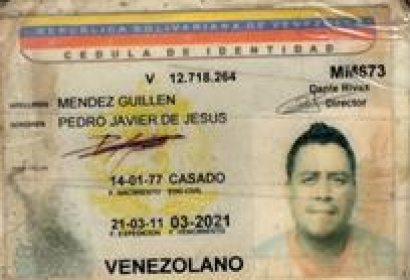 REPUBLICA BOLIVARIANA DE VENEZUELA
CEDULA DE IDENTIDAD
V 12.718.264
MM673
Dante Rivas
Director
APELLIDOS MENDEZ GUILLEN
NOMBRES PEDRO JAVIER DE JESUS
14-01-77 CASADO
F. NACIMIENTO EDO. CIVIL
21-03-11 03-2021
F. EXPEDICION F. VENCIMIENTO
VENEZOLANO